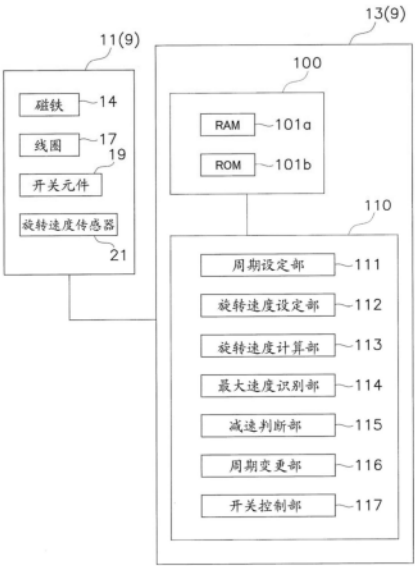 11(9)
磁铁 14
线圈 17
19
开关元件
旋转速度传感器
21
13(9)
100
RAM 101a
ROM 101b
110
周期设定部 111
旋转速度设定部 112
旋转速度计算部 113
最大速度识别部 114
减速判断部 115
周期变更部 116
开关控制部 117